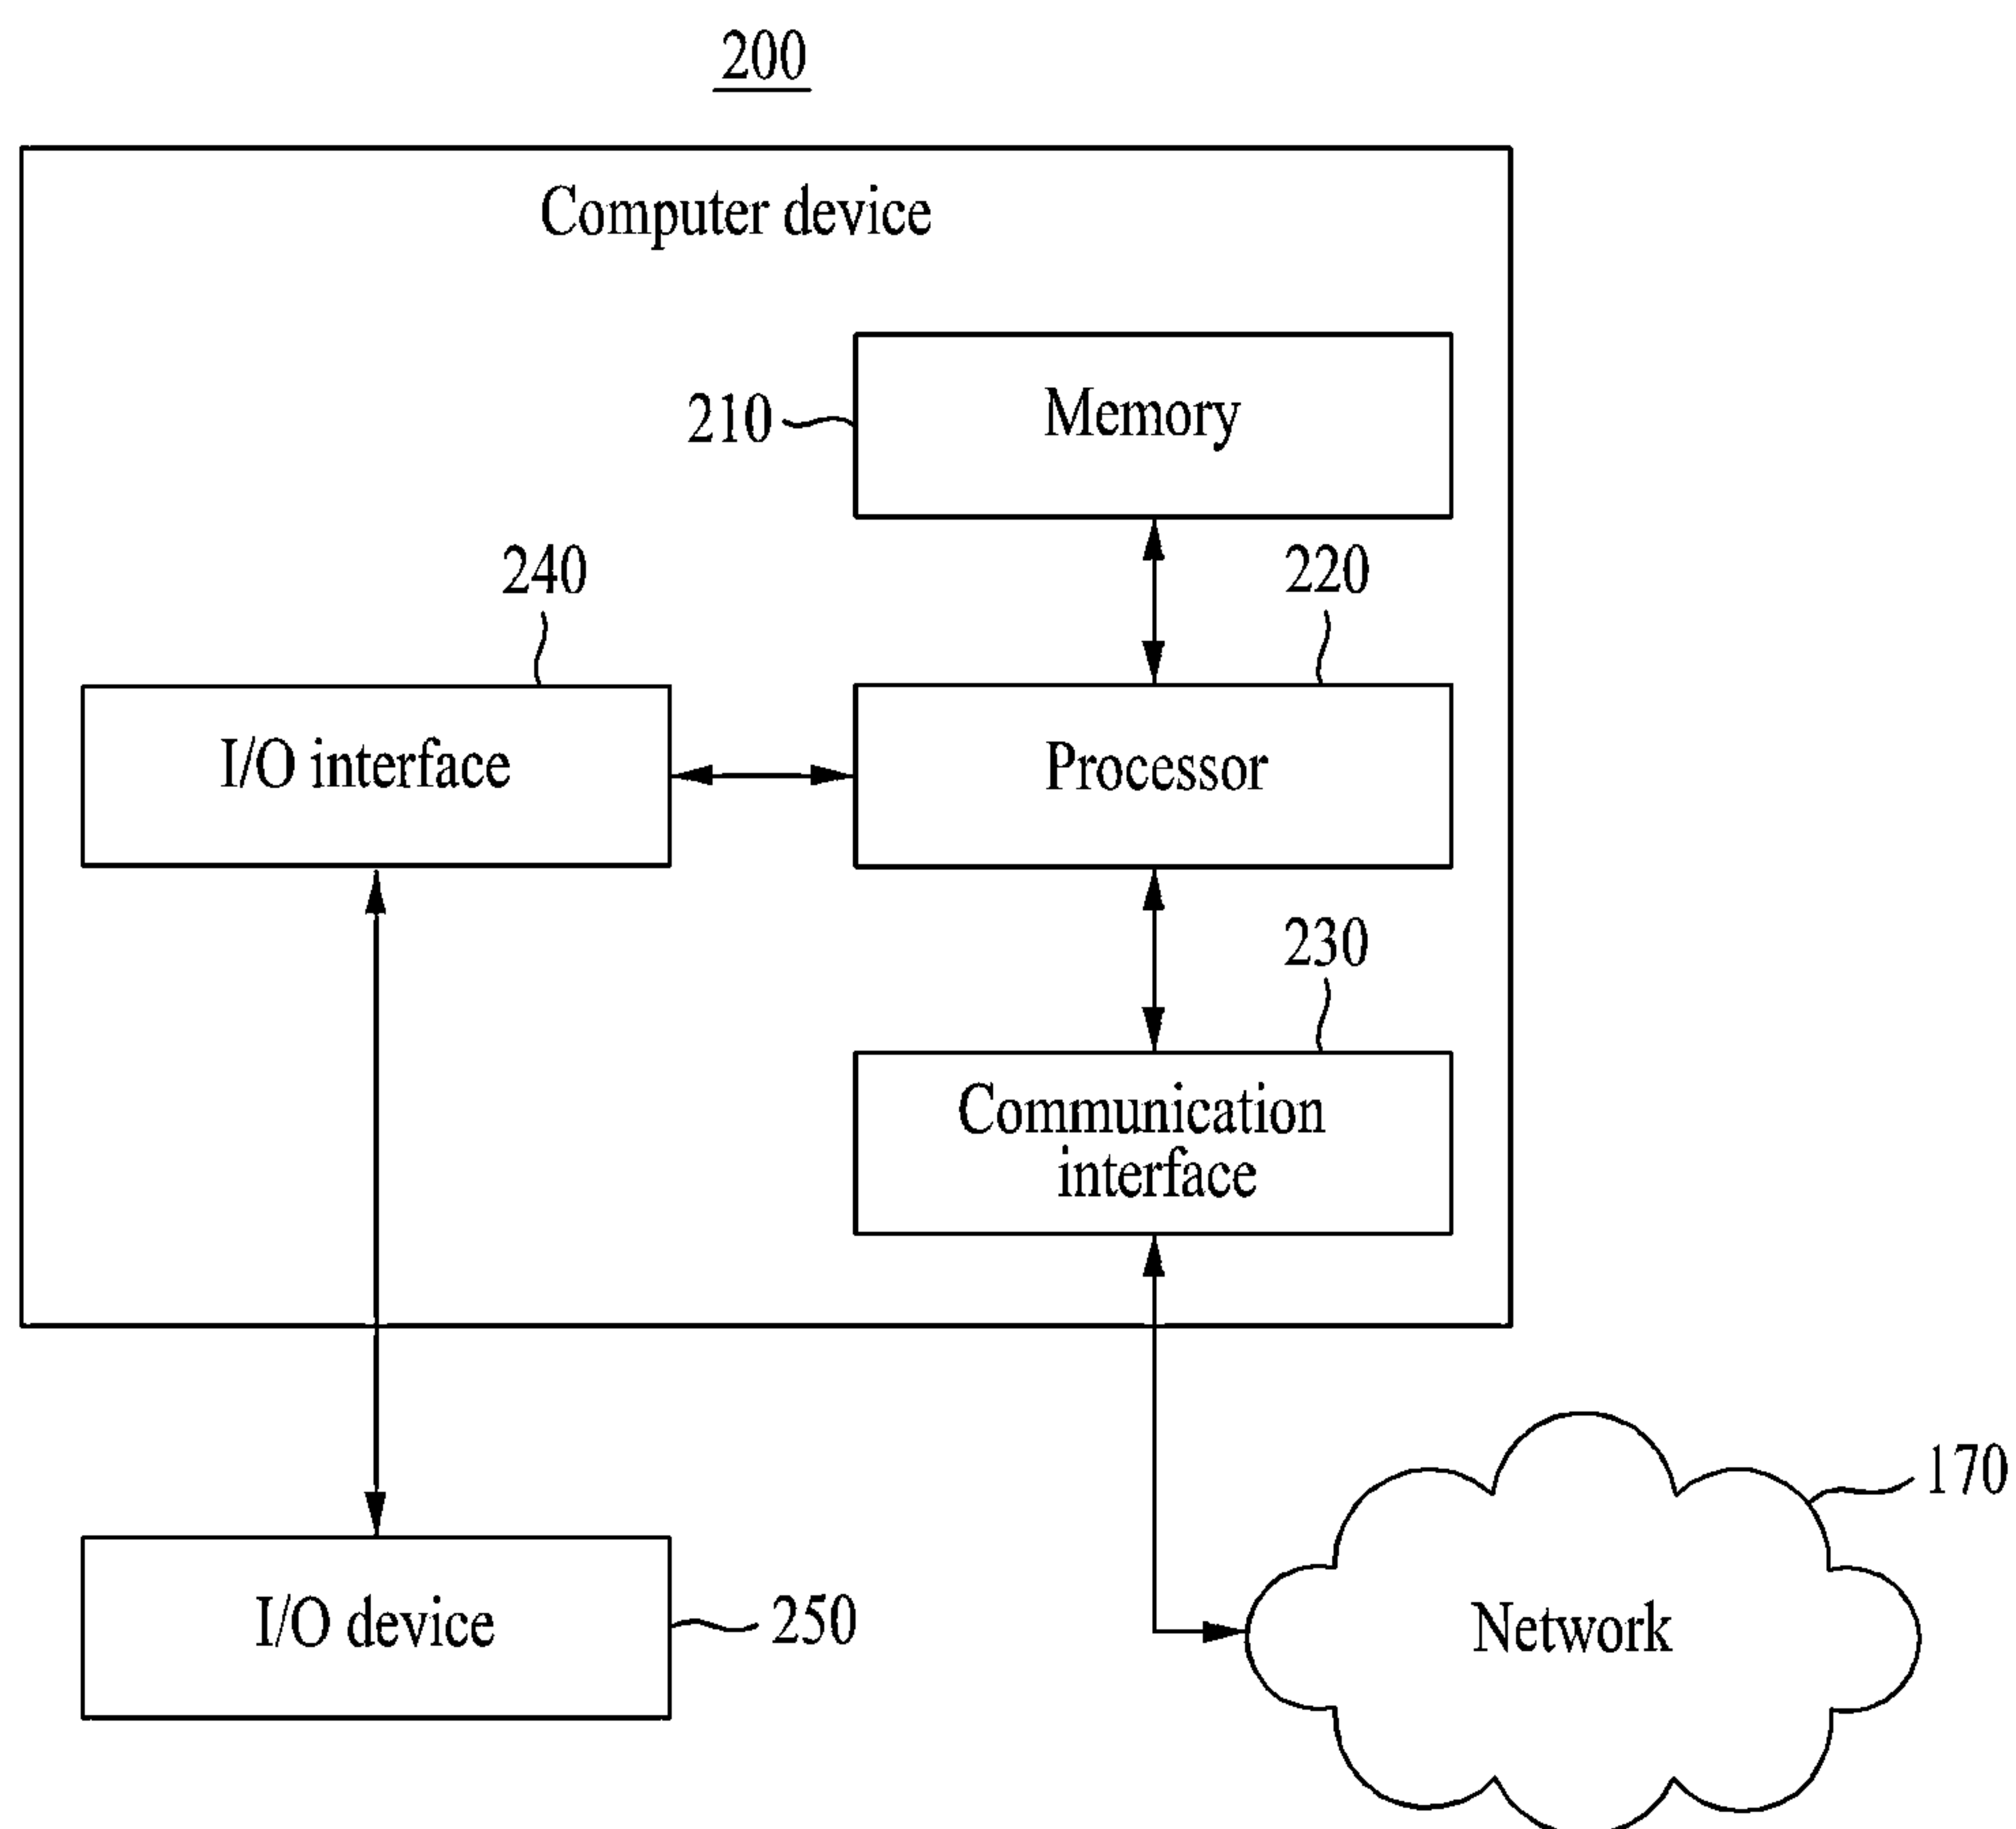 200
Computer device
Memory
210
240
220
I/O interface
Processor
230
Communication
interface
170
I/O device
250
Network